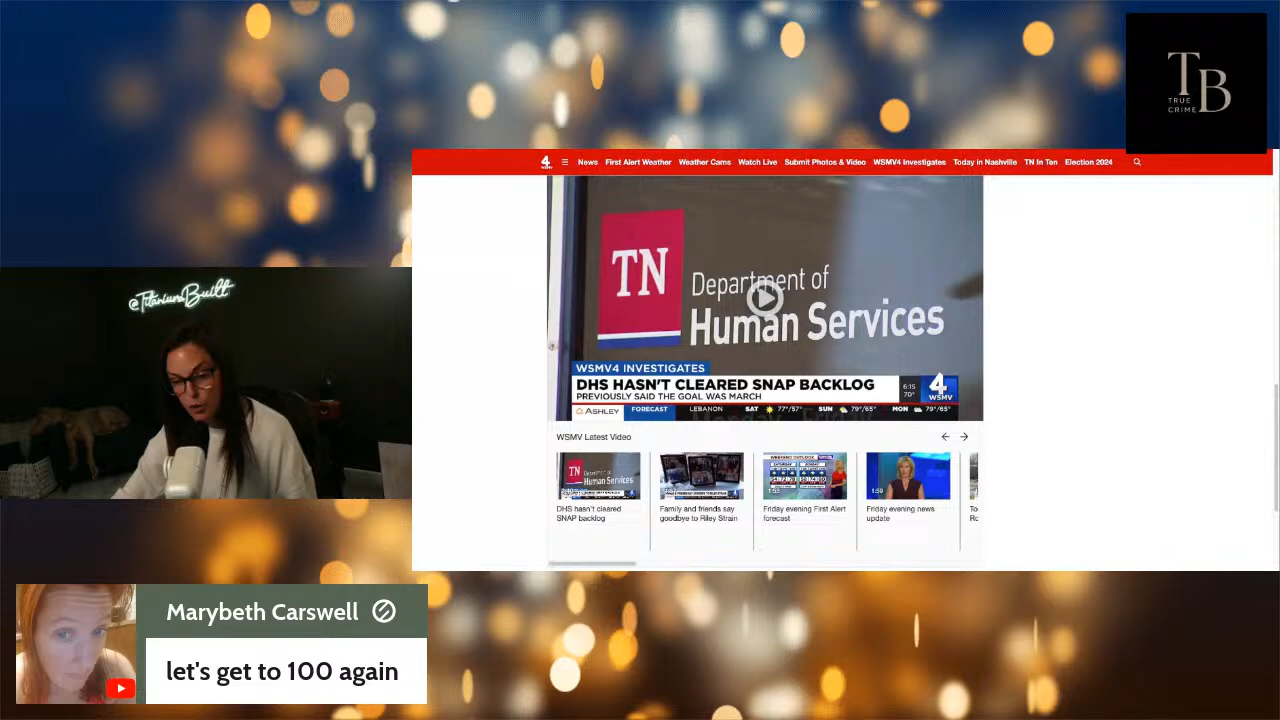 TB
TRUE
CRIME
4
WSMV
News First Alert Weather Weather Cams Watch Live Submit Photos & Video WSMV4 Investigates Today in Nashville TN In Ten Election 2024
TN
Department of
Human Services
WSMV4 INVESTIGATES
DHS HASN'T CLEARED SNAP BACKLOG
PREVIOUSLY SAID THE GOAL WAS MARCH
6:15
70°
4
WSMV
ASHLEY FORECAST LEBANON SAT 77°/57° SUN 79°/65° MON 79°/65°
@TitaniumBuilt
WSMV Latest Video
DHS hasn't cleared
SNAP backlog
Family and friends say
goodbye to Riley Strain
1:53
Friday evening First Alert
forecast
1:59
Friday evening news
update
Marybeth Carswell
let's get to 100 again